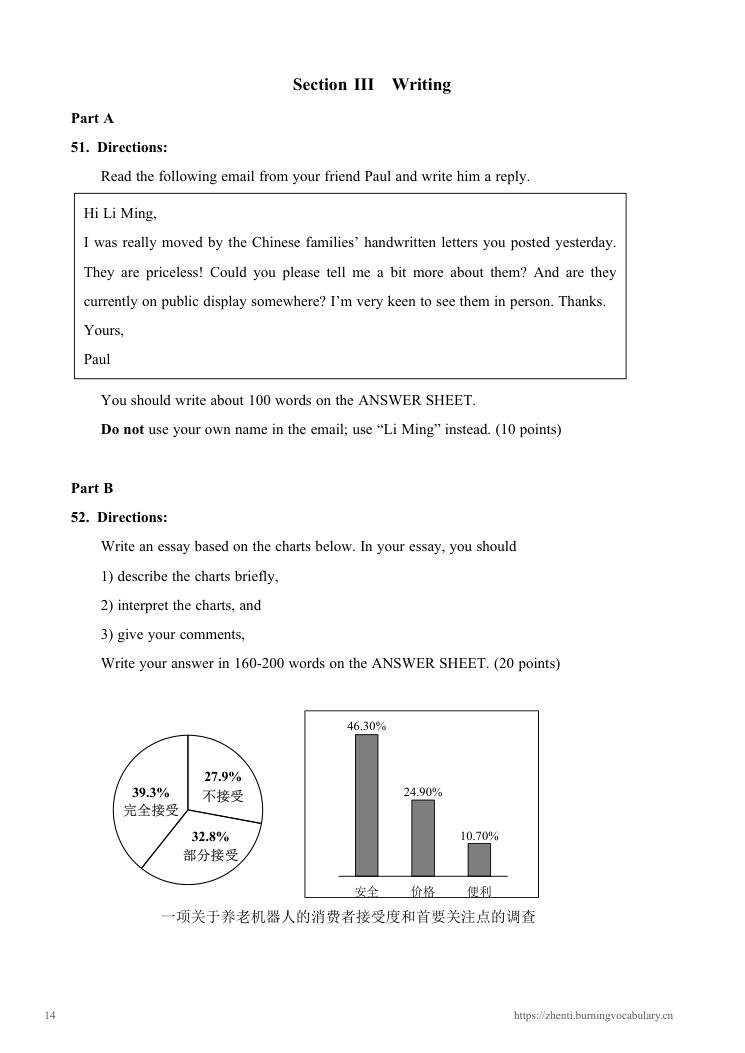 Section III Writing
Part A
51. Directions:
Read the following email from your friend Paul and write him a reply.
Hi Li Ming,
I was really moved by the Chinese families’ handwritten letters you posted yesterday.
They are priceless! Could you please tell me a bit more about them? And are they
currently on public display somewhere? I’m very keen to see them in person. Thanks.
Yours,
Paul
You should write about 100 words on the ANSWER SHEET.
Do not use your own name in the email; use “Li Ming” instead. (10 points)
Part B
52. Directions:
Write an essay based on the charts below. In your essay, you should
1) describe the charts briefly,
2) interpret the charts, and
3) give your comments,
Write your answer in 160-200 words on the ANSWER SHEET. (20 points)
39.3%
完全接受
27.9%
不接受
32.8%
部分接受
46.30%
24.90%
10.70%
安全 价格 便利
一项关于养老机器人的消费者接受度和首要关注点的调查
14 https://zhenti.burningvocabulary.cn